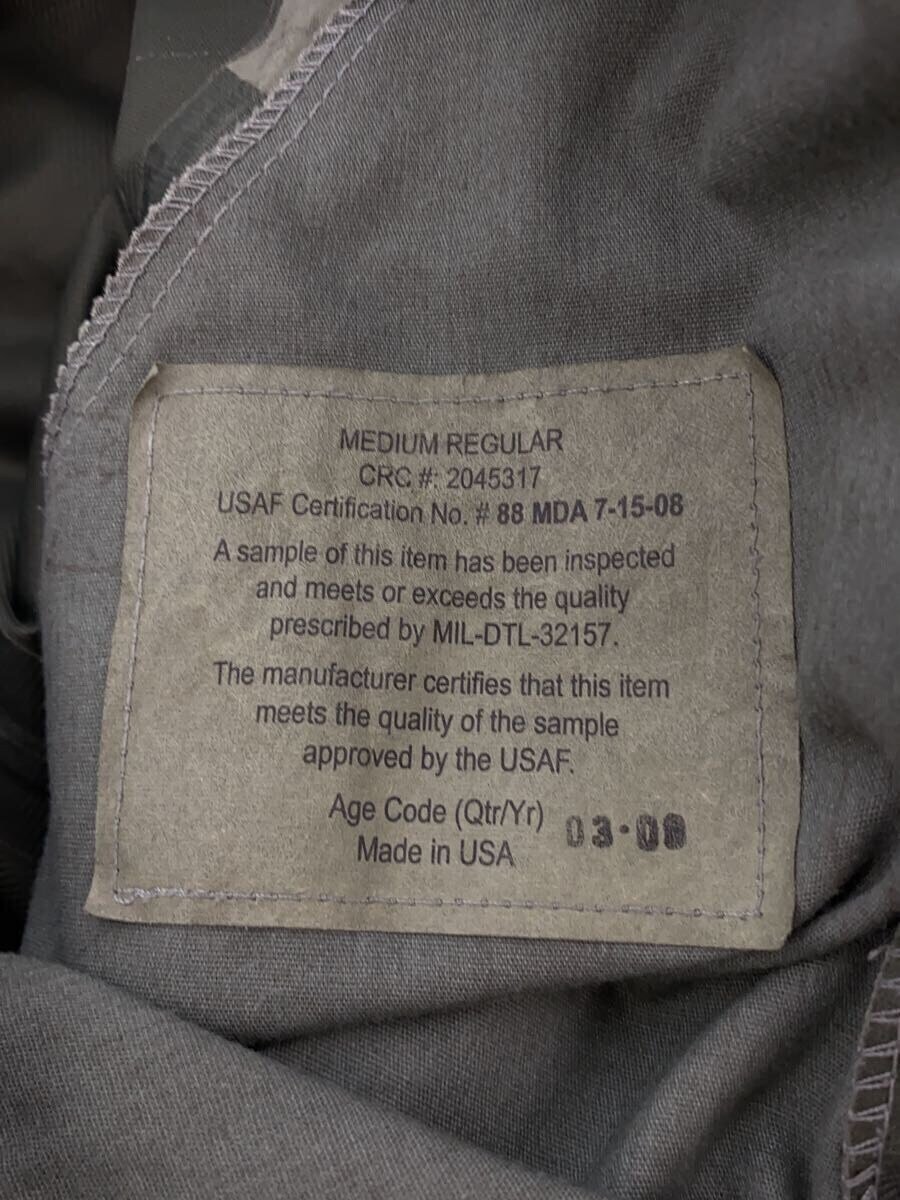 MEDIUM REGULAR
CRC #: 2045317
USAF Certification No. # 88 MDA 7-15-08
A sample of this item has been inspected
and meets or exceeds the quality
prescribed by MIL-DTL-32157.
The manufacturer certifies that this item
meets the quality of the sample
approved by the USAF.
Age Code (Qtr/Yr) 03·08
Made in USA